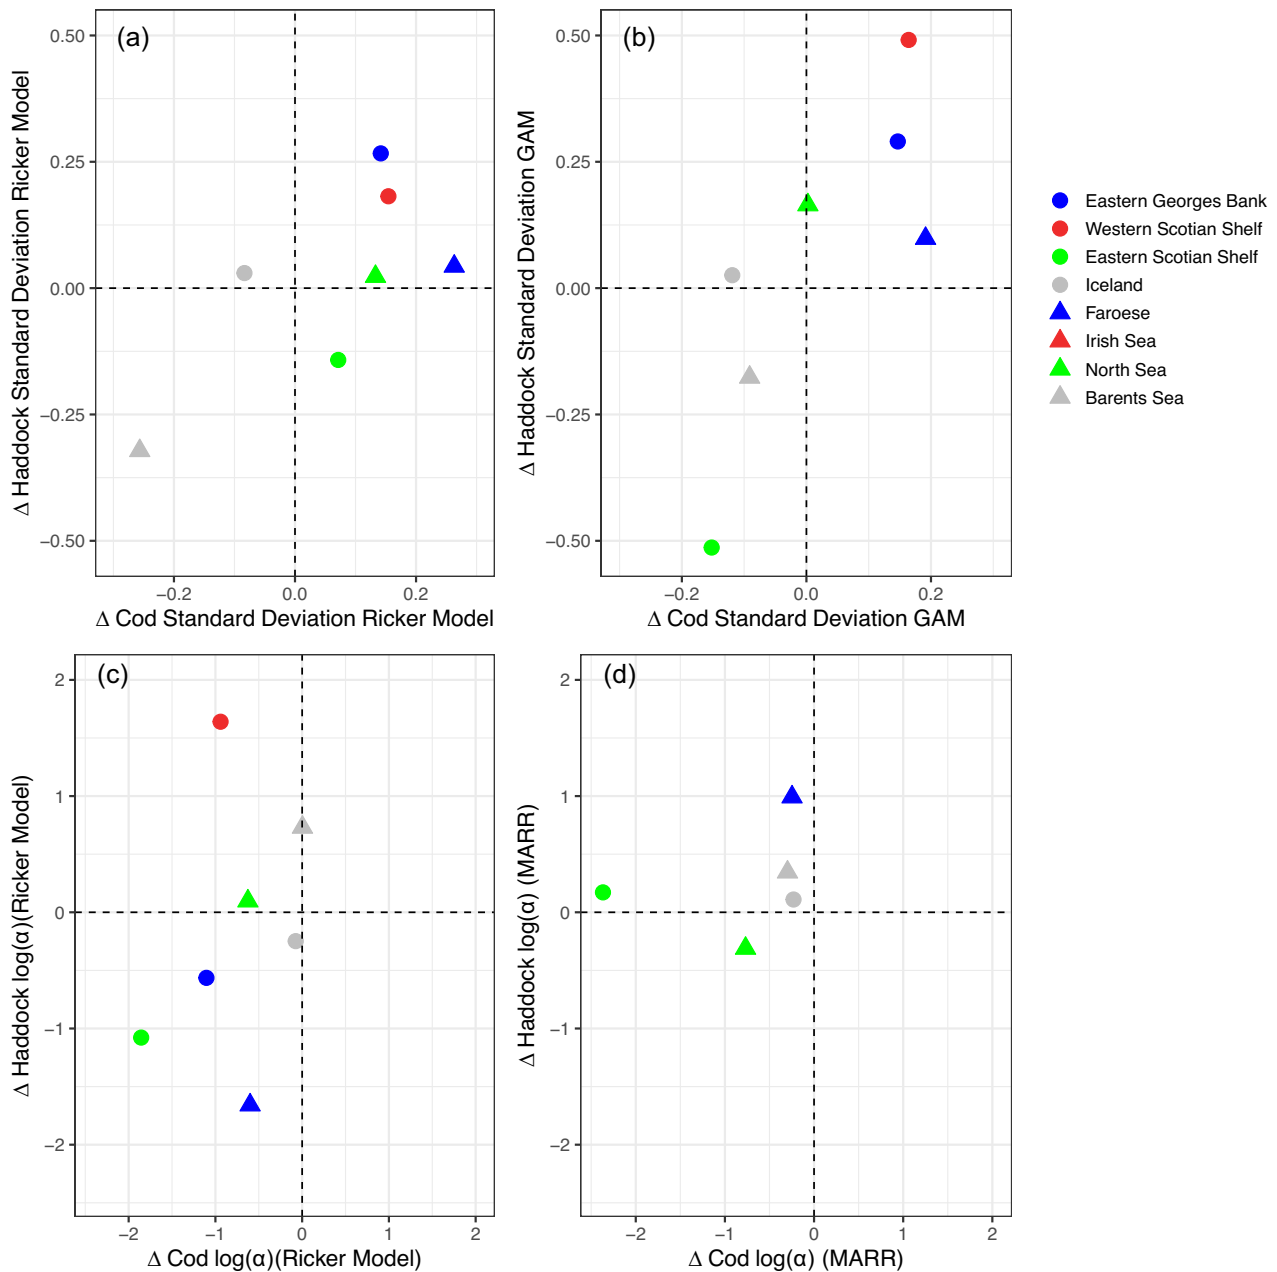 (a)
Δ Haddock Standard Deviation Ricker Model
0.50
0.25
0.00
−0.25
−0.50
−0.2
0.0
0.2
Δ Cod Standard Deviation Ricker Model
(b)
Δ Haddock Standard Deviation GAM
0.50
0.25
0.00
−0.25
−0.50
−0.2
0.0
0.2
Δ Cod Standard Deviation GAM
Eastern Georges Bank
Western Scotian Shelf
Eastern Scotian Shelf
Iceland
Faroese
Irish Sea
North Sea
Barents Sea
(c)
Δ Haddock log(α)(Ricker Model)
2
1
0
−1
−2
−2
−1
0
1
2
Δ Cod log(α)(Ricker Model)
(d)
Δ Haddock log(α) (MARR)
2
1
0
−1
−2
−2
−1
0
1
2
Δ Cod log(α) (MARR)